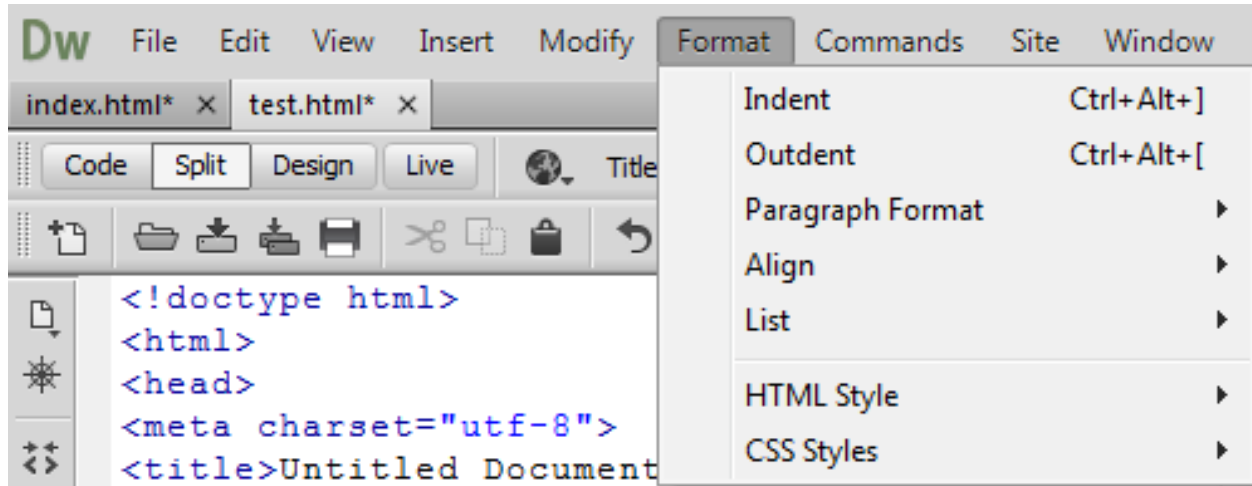 Dw File Edit View Insert Modify Format Commands Site Window
index.html* × test.html* ×
Code Split Design Live Title
Indent Ctrl+Alt+]
Outdent Ctrl+Alt+[
Paragraph Format
Align
List
HTML Style
CSS Styles
<!doctype html>
<html>
<head>
<meta charset="utf-8">
<title>Untitled Document